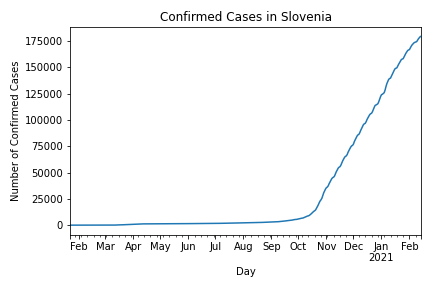 Confirmed Cases in Slovenia
Number of Confirmed Cases
175000
150000
125000
100000
75000
50000
25000
0
Feb Mar Apr May Jun Jul Aug Sep Oct Nov Dec Jan Feb
2021
Day